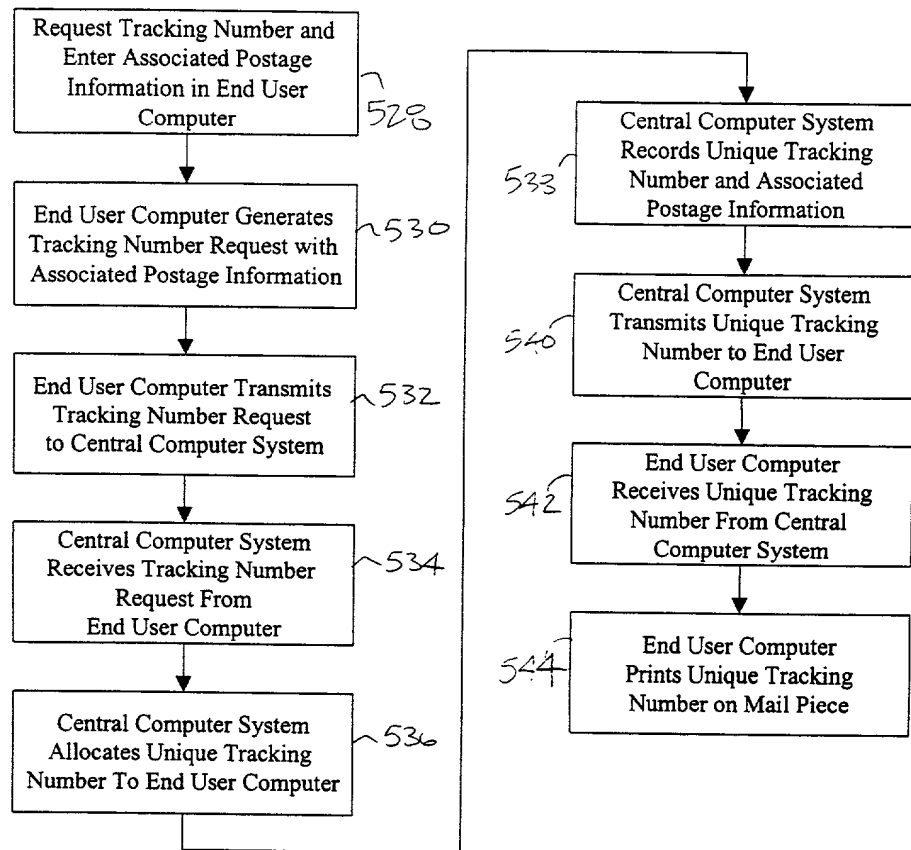 Request Tracking Number and
Enter Associated Postage
Information in End User
Computer
528
End User Computer Generates
Tracking Number Request with
Associated Postage Information
530
End User Computer Transmits
Tracking Number Request
to Central Computer System
532
Central Computer System
Receives Tracking Number
Request From
End User Computer
534
Central Computer System
Allocates Unique Tracking
Number To End User Computer
536
Central Computer System
Records Unique Tracking
Number and Associated
Postage Information
533
Central Computer System
Transmits Unique Tracking
Number to End User
Computer
540
End User Computer
Receives Unique Tracking
Number From Central
Computer System
542
End User Computer
Prints Unique Tracking
Number on Mail Piece
544